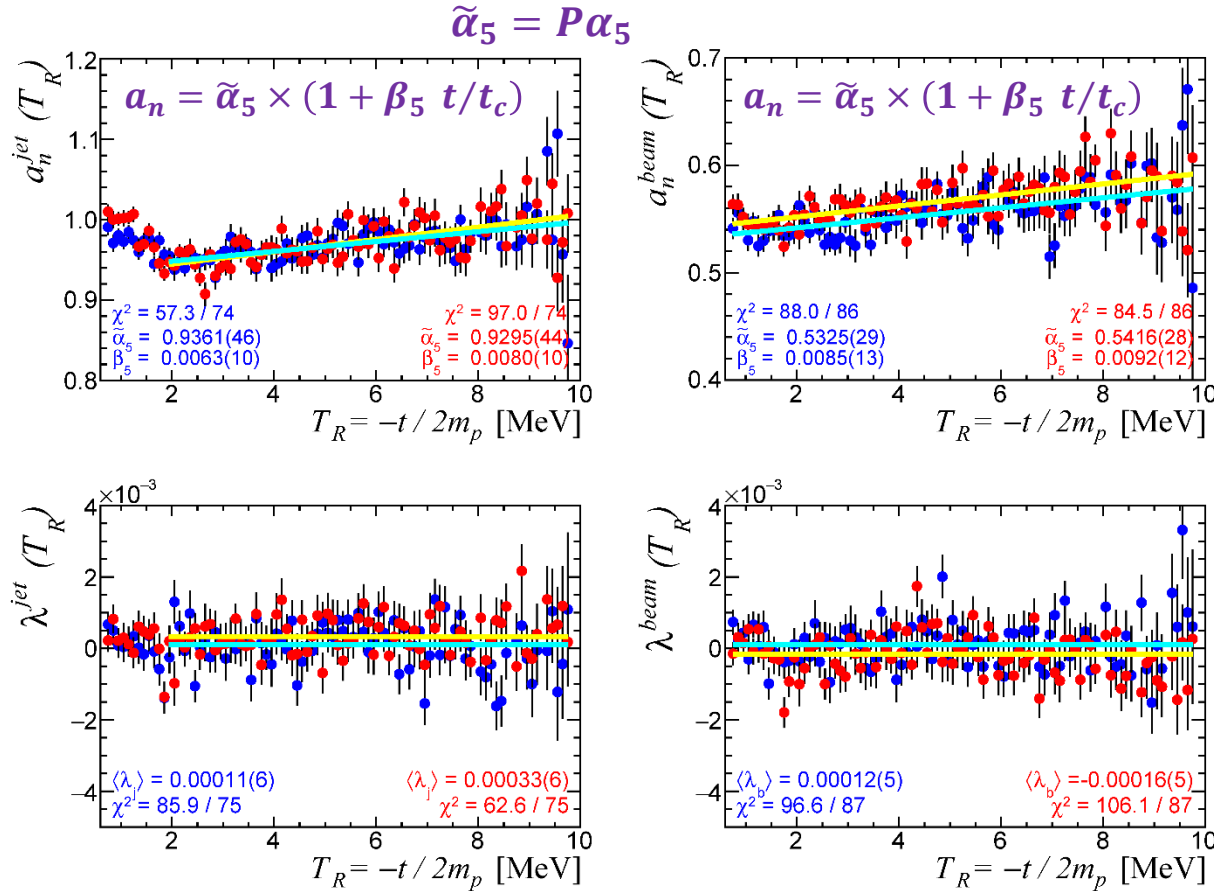 α̃₅ = Pα₅
aₙ = α̃₅ × (1 + β₅ t/t_c)
a_n^jet (T_R)
1.2
1.1
1.0
0.9
0.8
χ² = 57.3 / 74
α̃₅ = 0.9361(46)
β₅ = 0.0063(10)
χ² = 97.0 / 74
α̃₅ = 0.9295(44)
β₅ = 0.0080(10)
2 4 6 8 10
T_R = −t / 2m_p [MeV]
aₙ = α̃₅ × (1 + β₅ t/t_c)
a_n^beam (T_R)
0.7
0.6
0.5
0.4
χ² = 88.0 / 86
α̃₅ = 0.5325(29)
β₅ = 0.0085(13)
χ² = 84.5 / 86
α̃₅ = 0.5416(28)
β₅ = 0.0092(12)
2 4 6 8 10
T_R = −t / 2m_p [MeV]
×10⁻³
λ^jet (T_R)
4
2
0
−2
−4
⟨λ_j⟩ = 0.00011(6)
χ² = 85.9 / 75
⟨λ_j⟩ = 0.00033(6)
χ² = 62.6 / 75
2 4 6 8 10
T_R = −t / 2m_p [MeV]
×10⁻³
λ^beam (T_R)
4
2
0
−2
−4
⟨λ_b⟩ = 0.00012(5)
χ² = 96.6 / 87
⟨λ_b⟩ =-0.00016(5)
χ² = 106.1 / 87
2 4 6 8 10
T_R = −t / 2m_p [MeV]